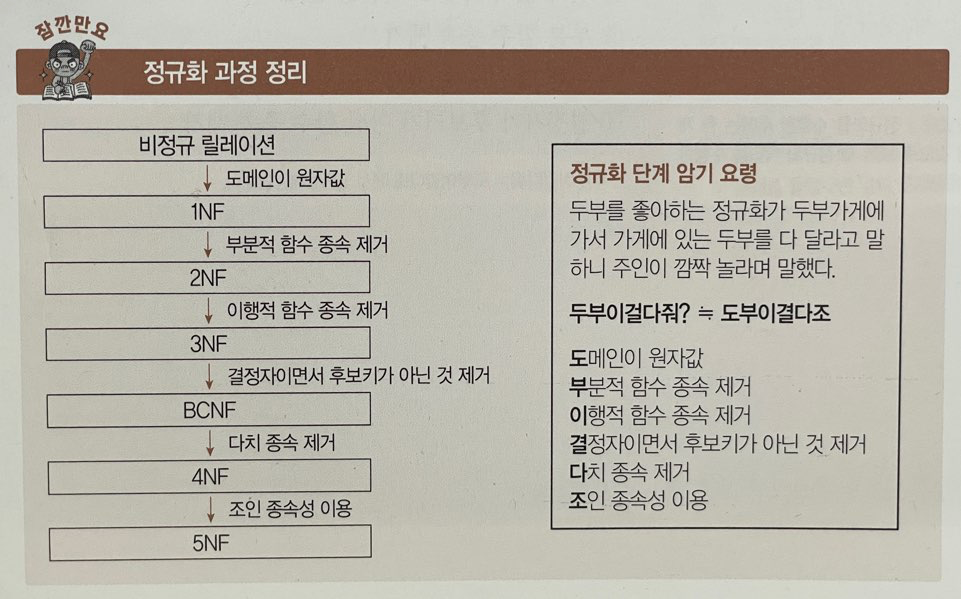 잠깐만요
정규화 과정 정리
비정규 릴레이션
도메인이 원자값
1NF
부분적 함수 종속 제거
2NF
이행적 함수 종속 제거
3NF
결정자이면서 후보키가 아닌 것 제거
BCNF
다치 종속 제거
4NF
조인 종속성 이용
5NF
정규화 단계 암기 요령
두부를 좋아하는 정규화가 두부가게에
가서 가게에 있는 두부를 다 달라고 말
하니 주인이 깜짝 놀라며 말했다.
두부이걸다줘? ≒ 도부이결다조
도메인이 원자값
부분적 함수 종속 제거
이행적 함수 종속 제거
결정자이면서 후보키가 아닌 것 제거
다치 종속 제거
조인 종속성 이용